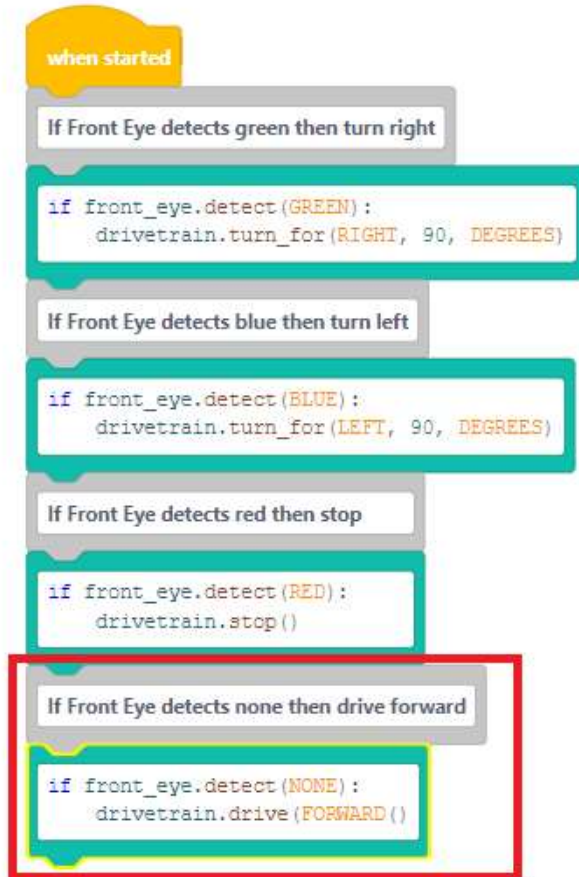 when started
If Front Eye detects green then turn right
if front_eye.detect(GREEN):
    drivetrain.turn_for(RIGHT, 90, DEGREES)
If Front Eye detects blue then turn left
if front_eye.detect(BLUE):
    drivetrain.turn_for(LEFT, 90, DEGREES)
If Front Eye detects red then stop
if front_eye.detect(RED):
    drivetrain.stop()
If Front Eye detects none then drive forward
if front_eye.detect(NONE):
    drivetrain.drive(FORWARD()